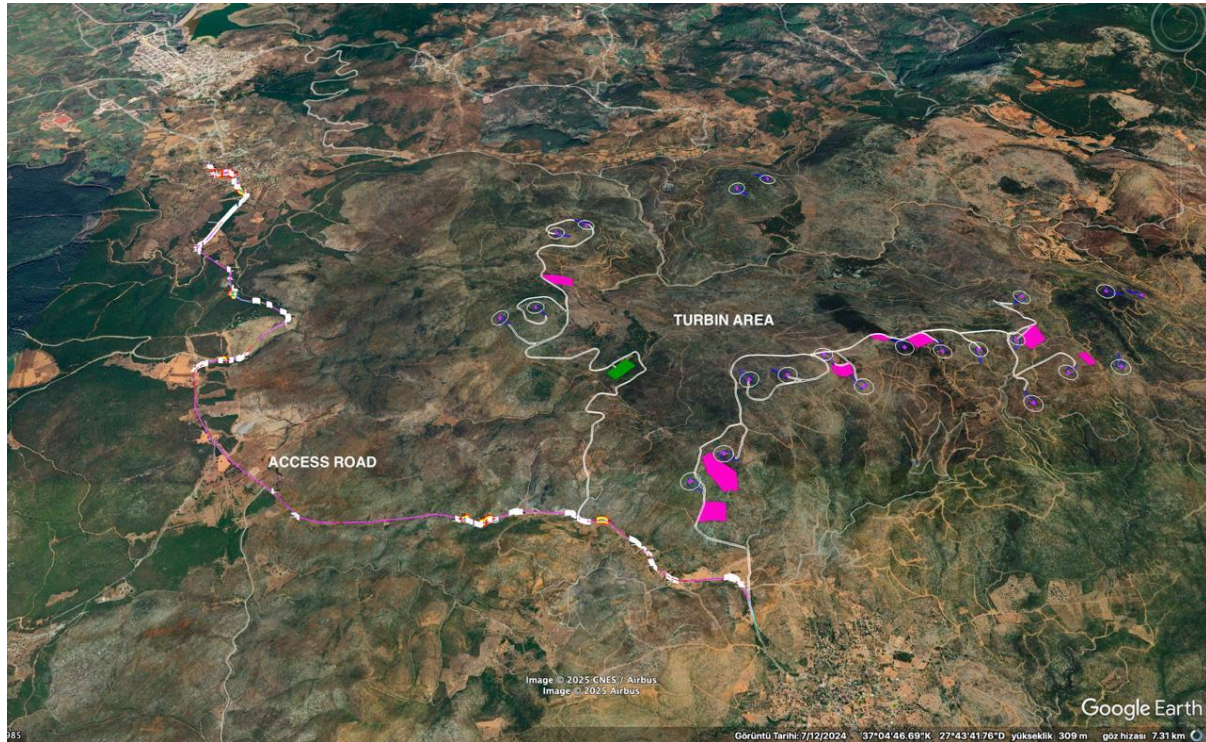 TURBIN AREA
ACCESS ROAD
Image © 2025 CNES / Airbus
Image © 2025 Airbus
Google Earth
985
Görüntü Tarihi: 7/12/2024 37°04'46.69"K 27°43'41.76"D yükseklik 309 m göz hizası 7.31 km